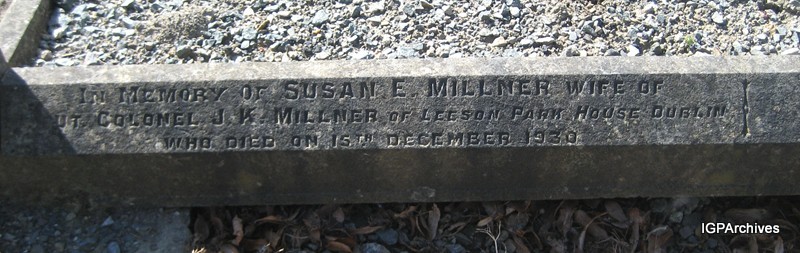 IN MEMORY OF SUSAN E. MILLNER WIFE OF
LT. COLONEL J. K. MILLNER OF LEESON PARK HOUSE DUBLIN
WHO DIED ON 15TH DECEMBER 1930
IGPArchives